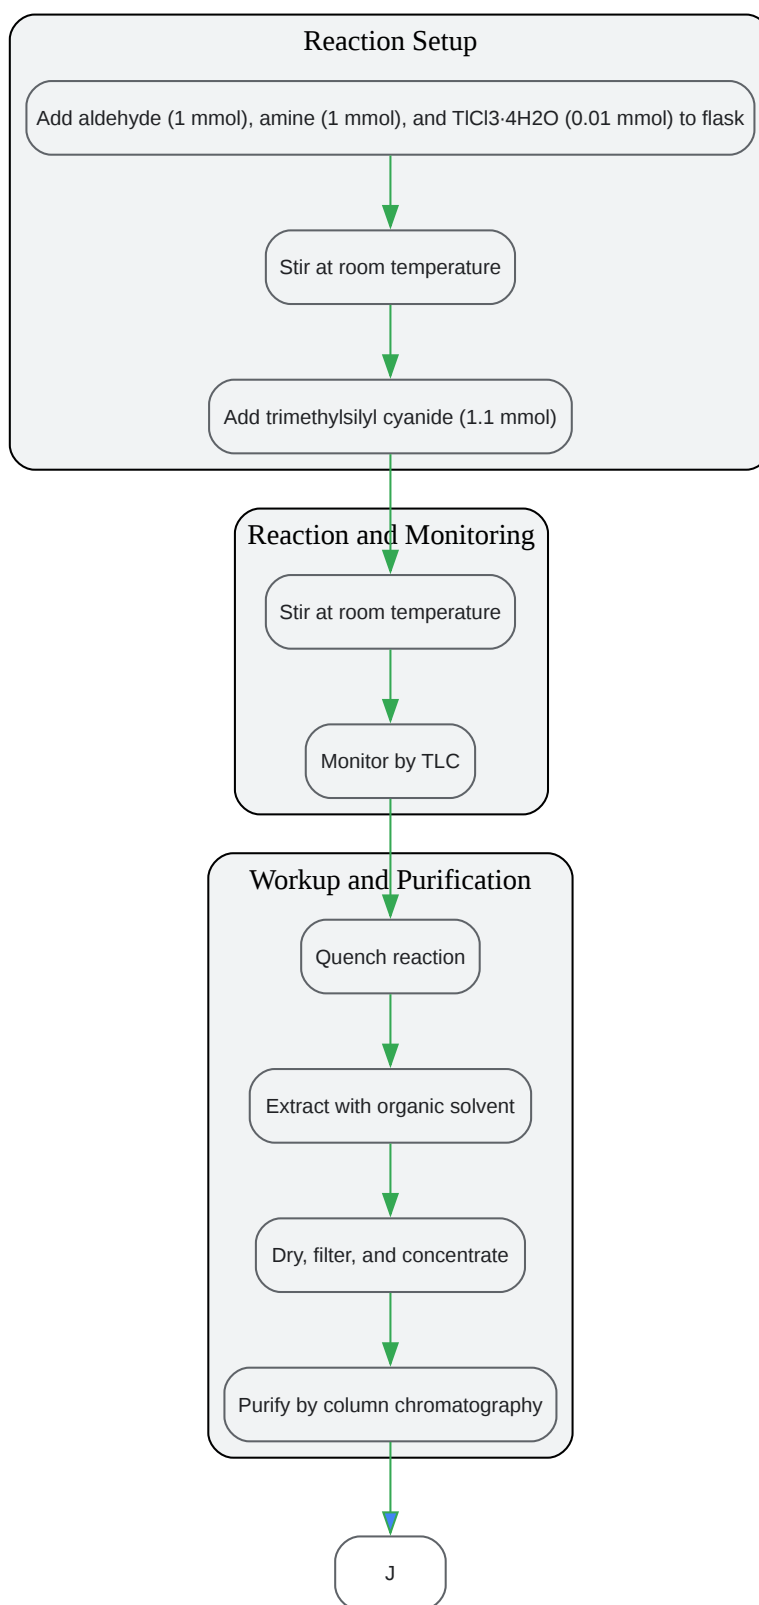 Reaction Setup
Add aldehyde (1 mmol), amine (1 mmol), and TlCl3·4H2O (0.01 mmol) to flask
Stir at room temperature
Add trimethylsilyl cyanide (1.1 mmol)
Reaction and Monitoring
Stir at room temperature
Monitor by TLC
Workup and Purification
Quench reaction
Extract with organic solvent
Dry, filter, and concentrate
Purify by column chromatography
J